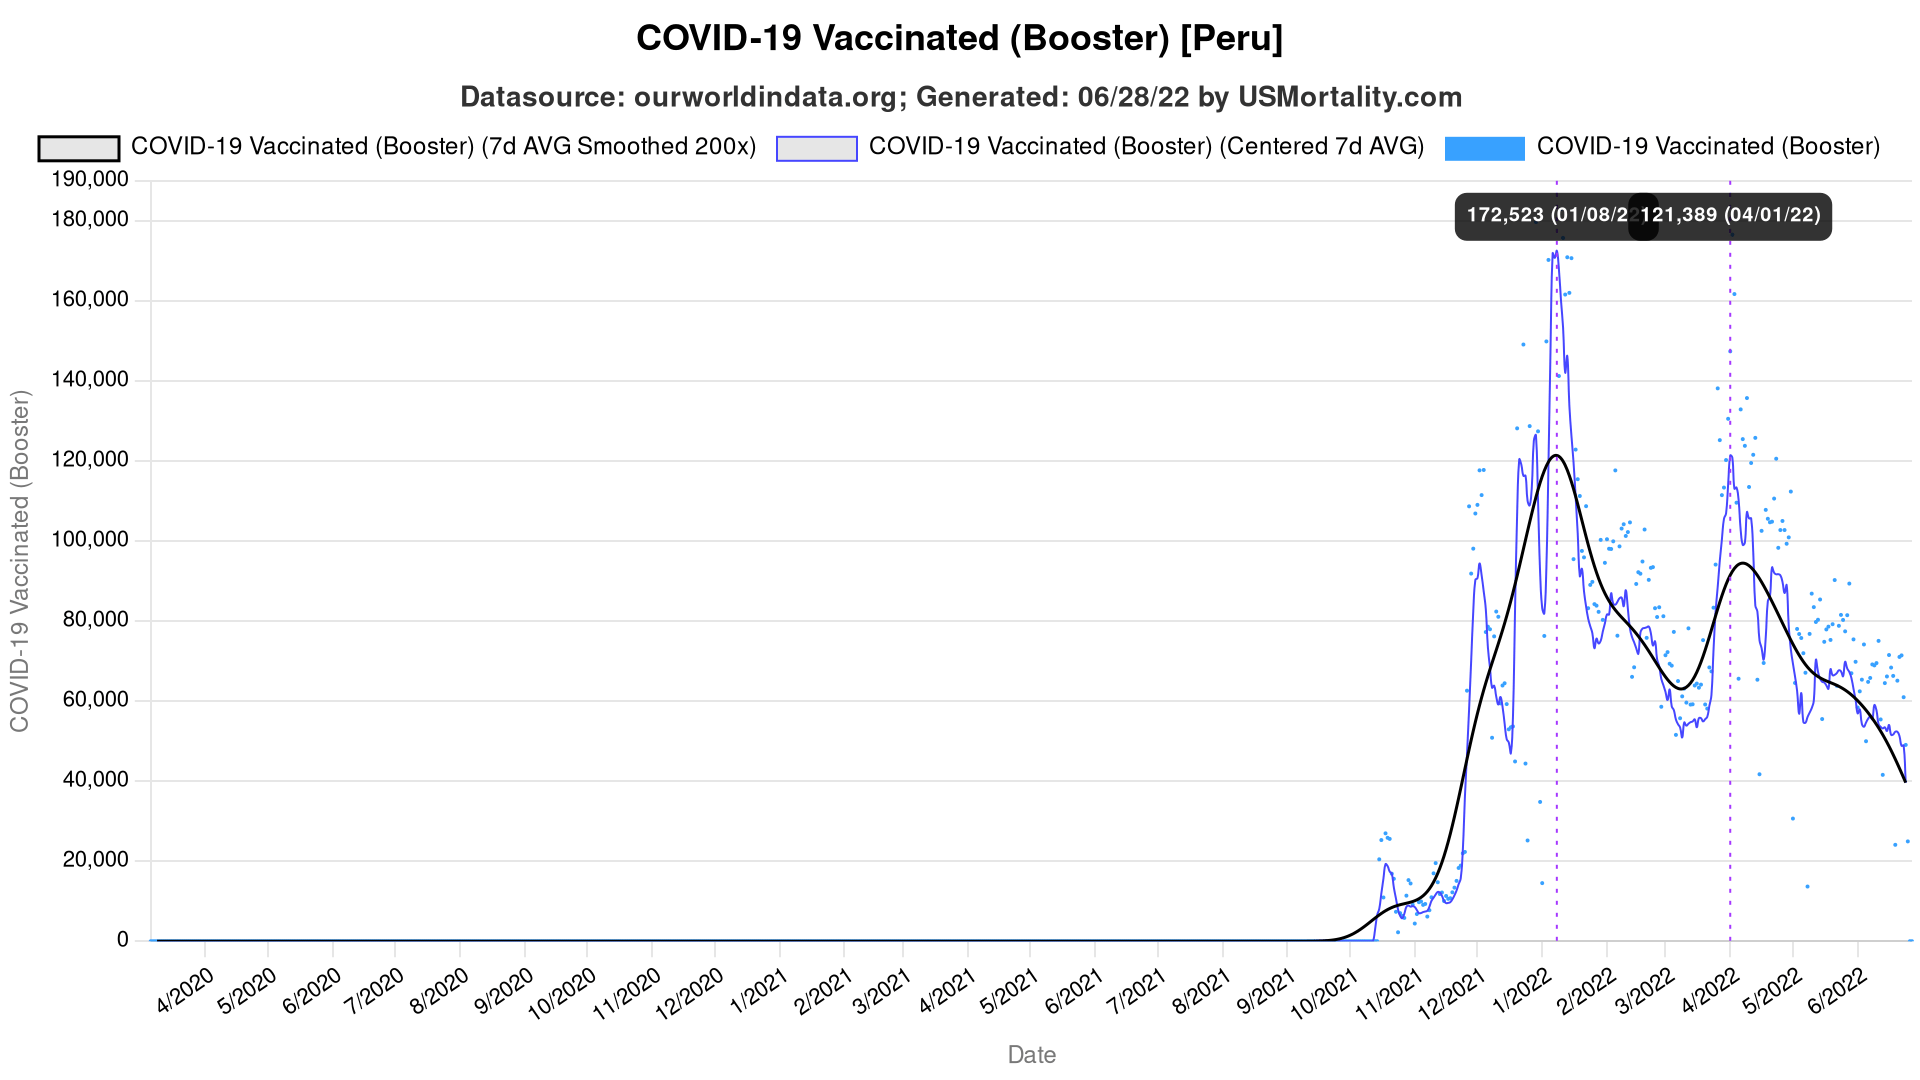 COVID-19 Vaccinated (Booster) [Peru]
Datasource: ourworldindata.org; Generated: 06/28/22 by USMortality.com
COVID-19 Vaccinated (Booster) (7d AVG Smoothed 200x) COVID-19 Vaccinated (Booster) (Centered 7d AVG) COVID-19 Vaccinated (Booster)
190,000
180,000
172,523 (01/08/22) 121,389 (04/01/22)
160,000
140,000
120,000
100,000
80,000
60,000
40,000
20,000
0
COVID-19 Vaccinated (Booster)
4/2020 5/2020 6/2020 7/2020 8/2020 9/2020 10/2020 11/2020 12/2020 1/2021 2/2021 3/2021 4/2021 5/2021 6/2021 7/2021 8/2021 9/2021 10/2021 11/2021 12/2021 1/2022 2/2022 3/2022 4/2022 5/2022 6/2022
Date